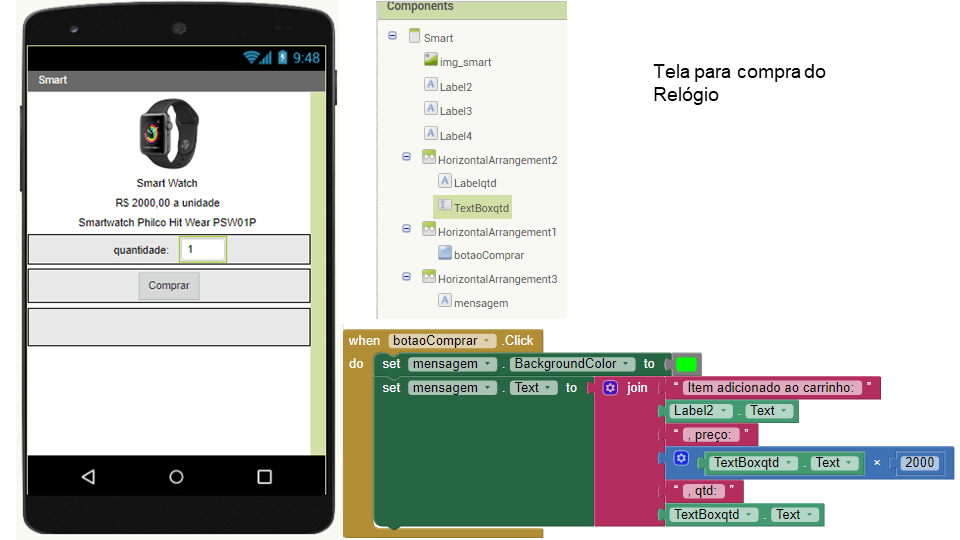 9:48
Smart
Smart Watch
R$ 2000,00 a unidade
Smartwatch Philco Hit Wear PSW01P
quantidade: 1
Comprar
Components
Smart
img_smart
Label2
Label3
Label4
HorizontalArrangement2
Labelqtd
TextBoxqtd
HorizontalArrangement1
botaoComprar
HorizontalArrangement3
mensagem
Tela para compra do
Relógio
when botaoComprar .Click
do set mensagem . BackgroundColor to
set mensagem . Text to join " Item adicionado ao carrinho: "
Label2 . Text
" , preço: "
TextBoxqtd . Text × 2000
" , qtd: "
TextBoxqtd . Text